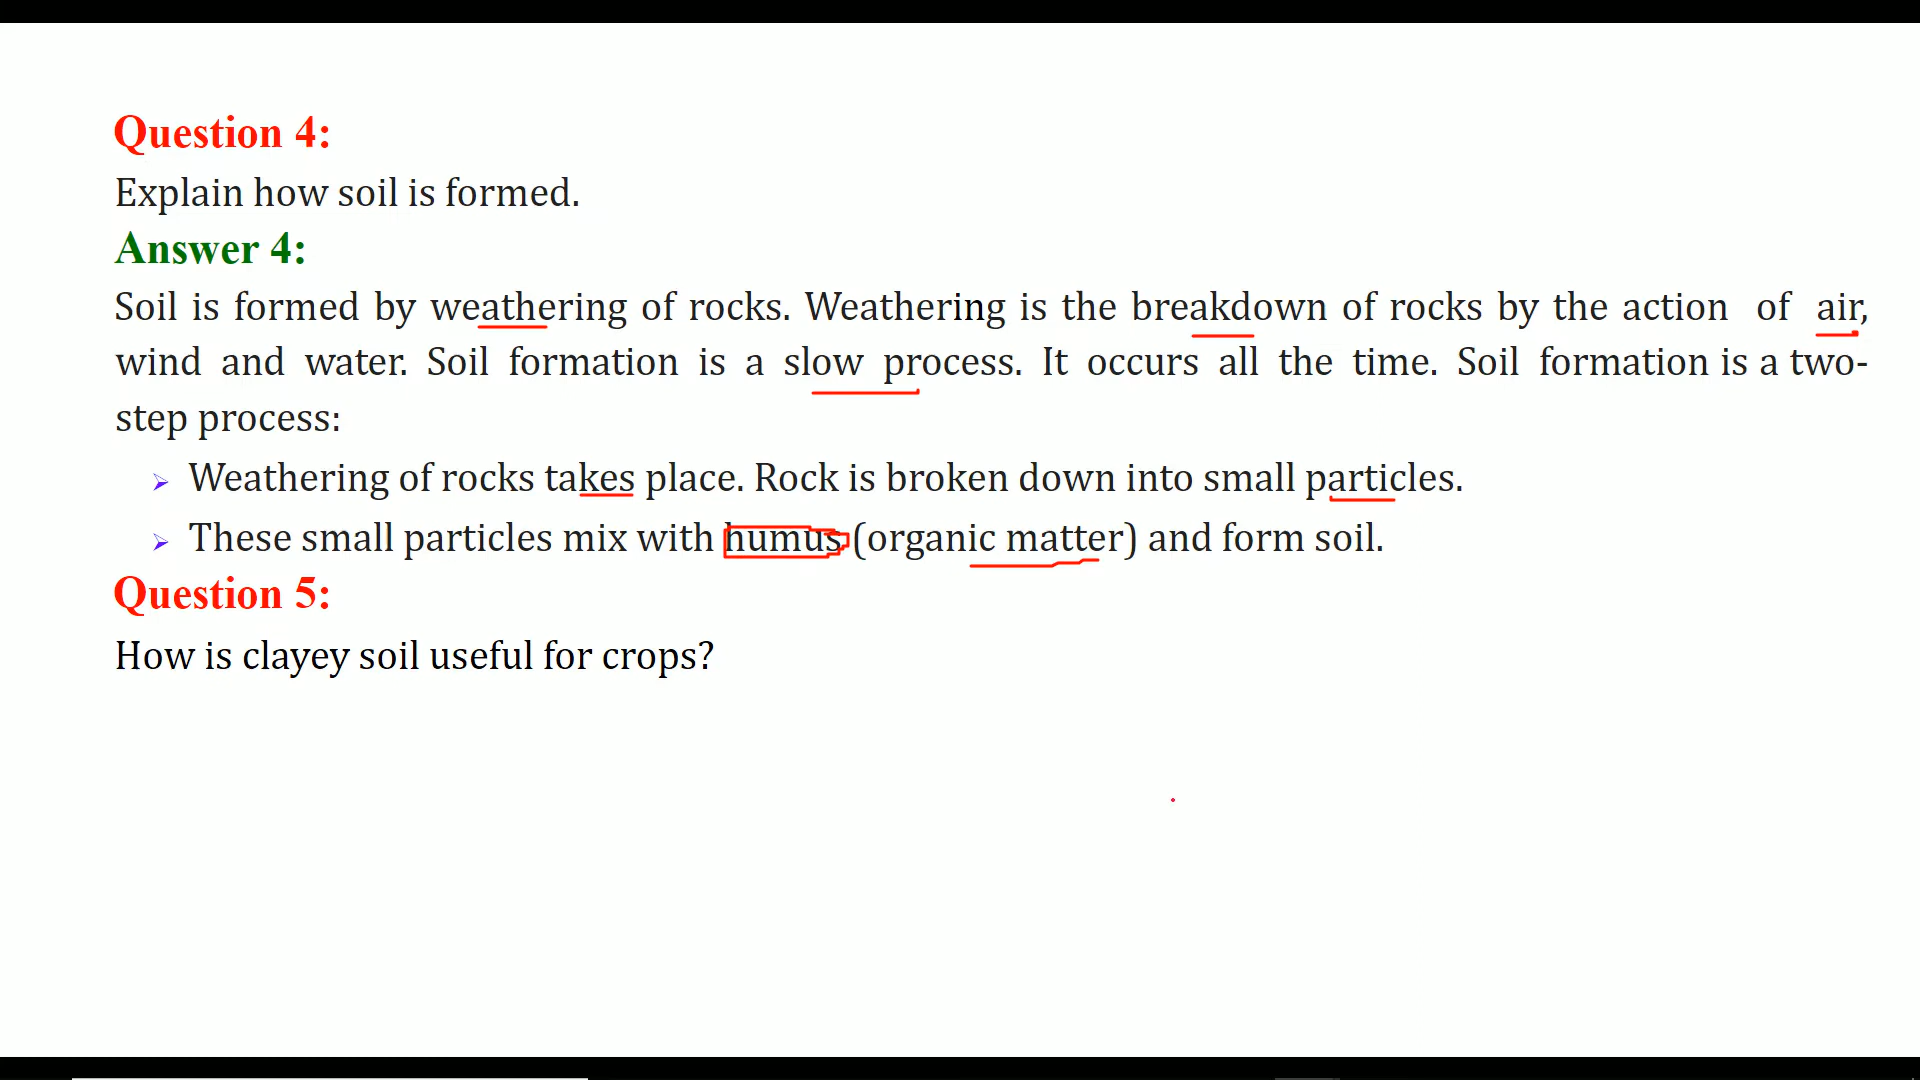 Question 4:
Explain how soil is formed.
Answer 4:
Soil is formed by weathering of rocks. Weathering is the breakdown of rocks by the action of air,
wind and water. Soil formation is a slow process. It occurs all the time. Soil formation is a two-
step process:
➢ Weathering of rocks takes place. Rock is broken down into small particles.
➢ These small particles mix with humus (organic matter) and form soil.
Question 5:
How is clayey soil useful for crops?